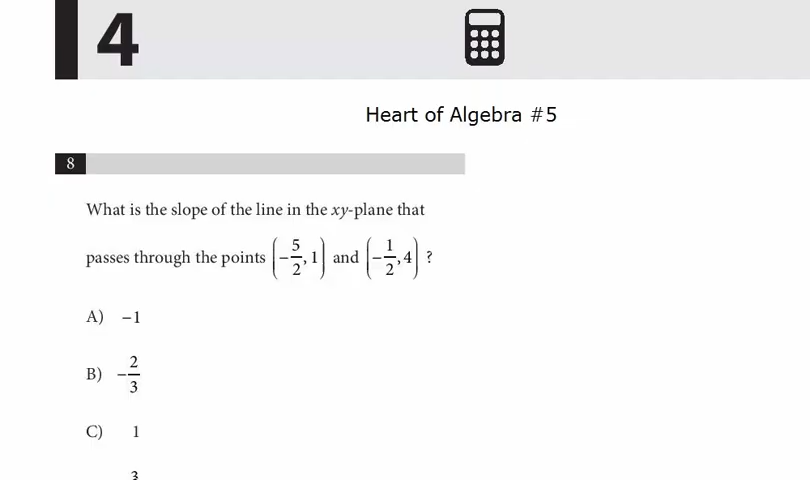 4
Heart of Algebra #5
8
What is the slope of the line in the xy-plane that
passes through the points (-5/2, 1) and (-1/2, 4) ?
A) -1
B) -2/3
C) 1
3